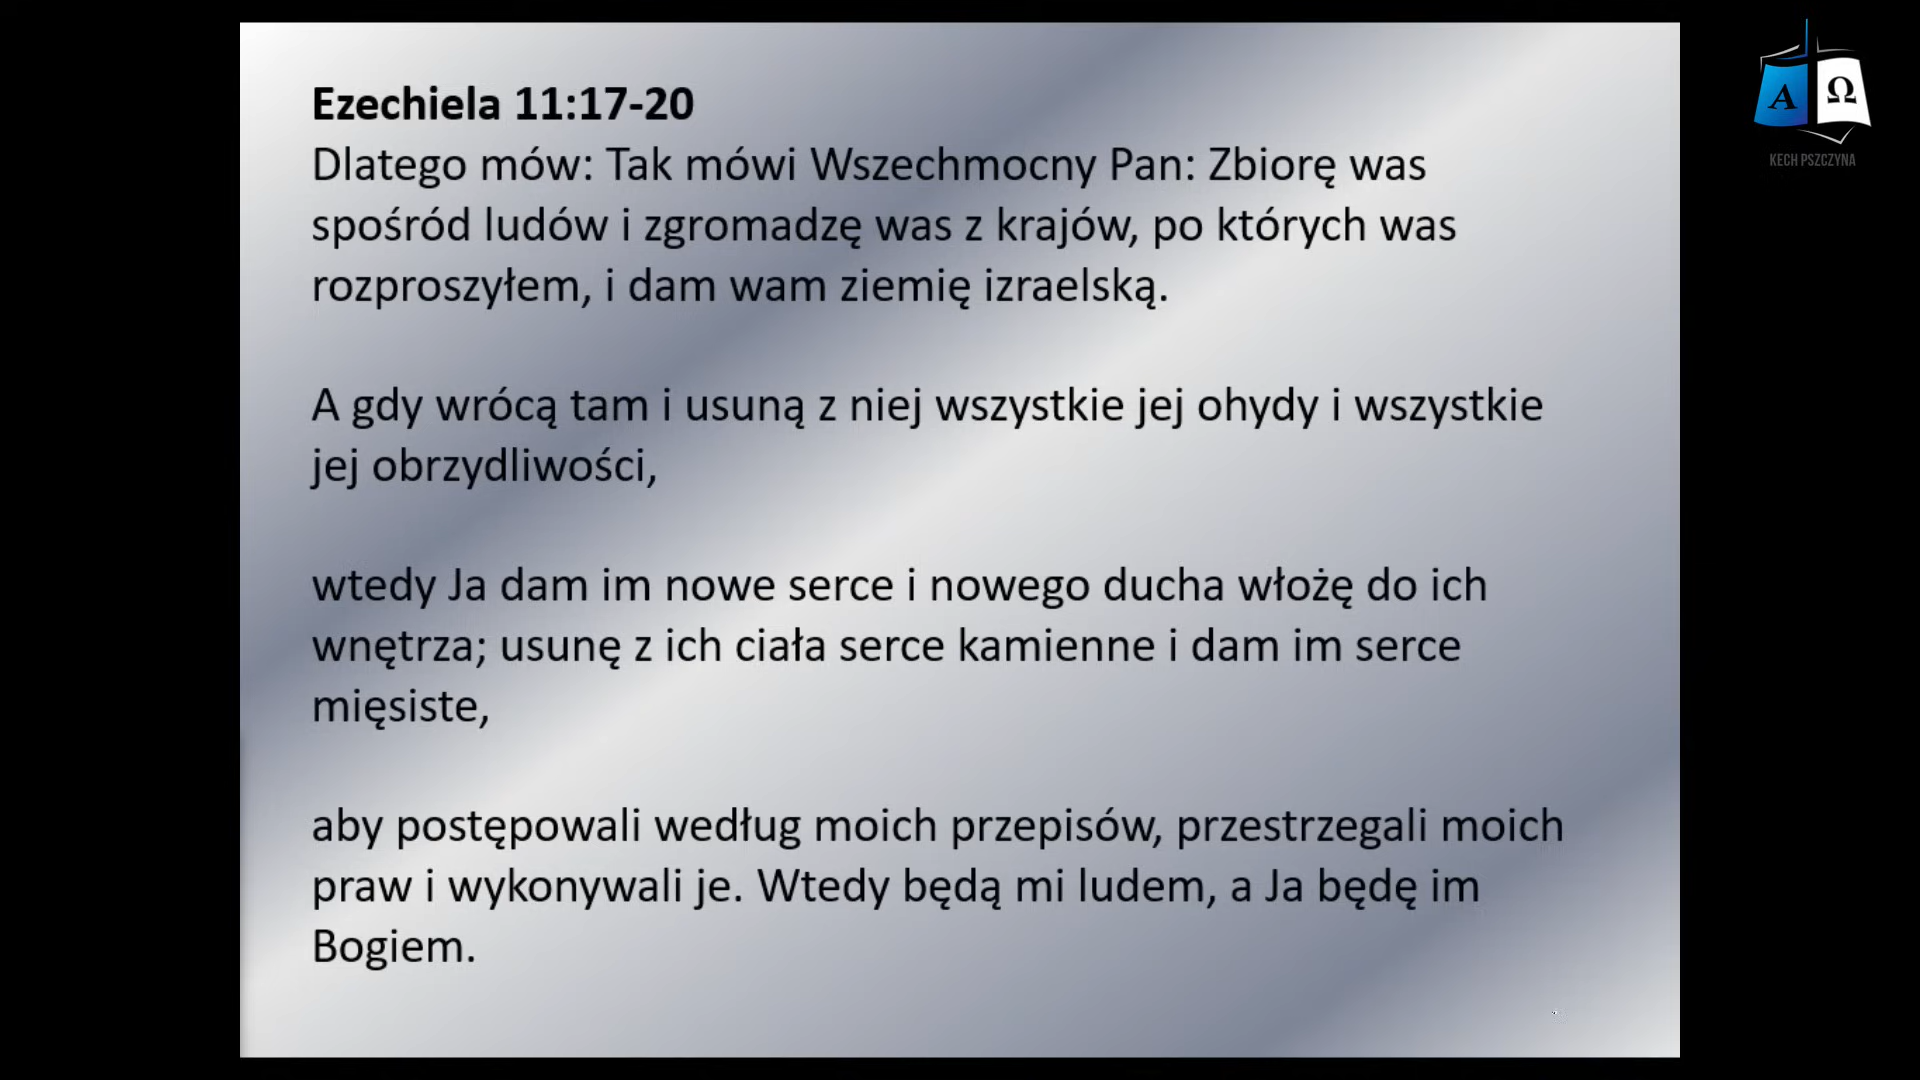 Ezechiela 11:17-20
Dlatego mów: Tak mówi Wszechmocny Pan: Zbiorę was
spośród ludów i zgromadzę was z krajów, po których was
rozproszyłem, i dam wam ziemię izraelską.
A gdy wrócą tam i usuną z niej wszystkie jej ohydy i wszystkie
jej obrzydliwości,
wtedy Ja dam im nowe serce i nowego ducha włożę do ich
wnętrza; usunę z ich ciała serce kamienne i dam im serce
mięsiste,
aby postępowali według moich przepisów, przestrzegali moich
praw i wykonywali je. Wtedy będą mi ludem, a Ja będę im
Bogiem.
A Ω
KECH PSZCZYNA